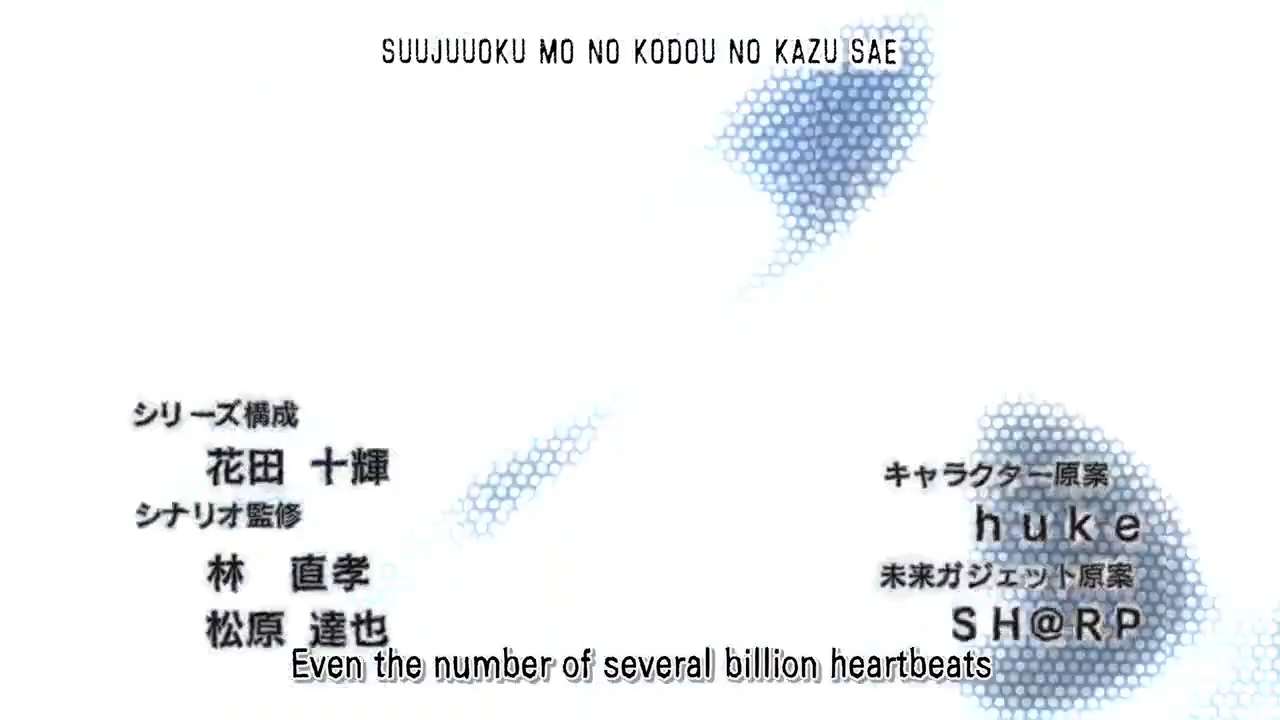 SUUJUUOKU MO NO KODOU NO KAZU SAE
シリーズ構成
花田 十輝
シナリオ監修
林 直孝
松原 達也
キャラクター原案
huke
未来ガジェット原案
SH@RP
Even the number of several billion heartbeats